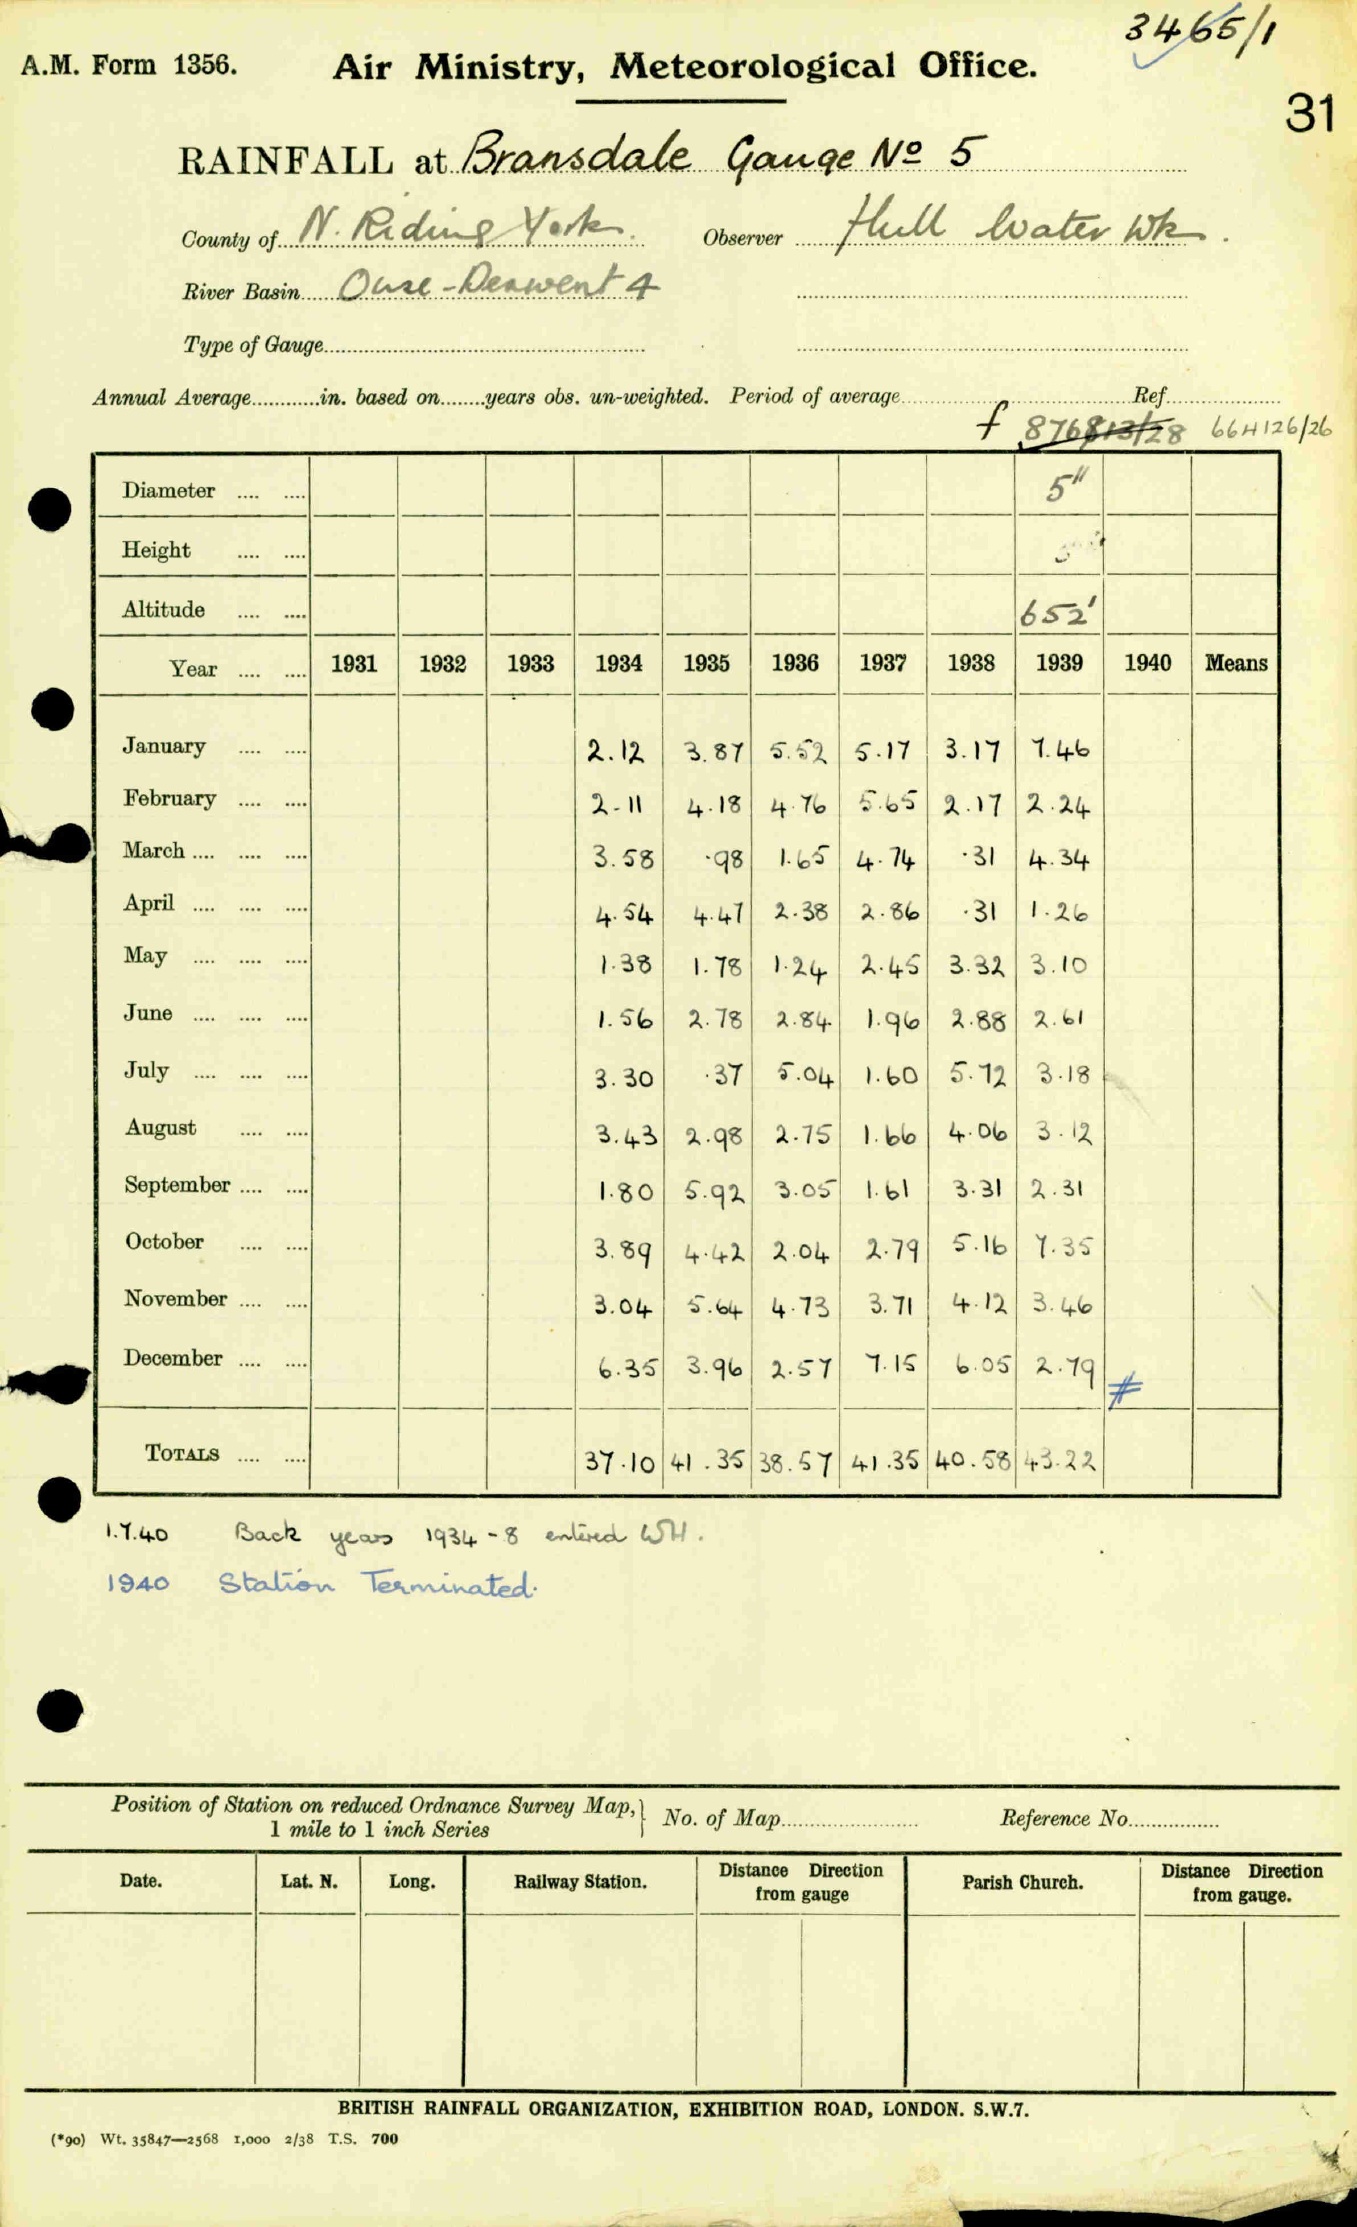 3465/1
A.M. Form 1356. Air Ministry, Meteorological Office.
31
RAINFALL at Bransdale Gauge No 5
County of N. Riding York. Observer Hull Water Wks.
River Basin Ouse-Derwent 4
Type of Gauge
Annual Average in. based on years obs. un-weighted. Period of average Ref
f 664126/26
Diameter .... .... 5"
Height .... ....
Altitude .... .... 652'
Year .... .... 1931 1932 1933 1934 1935 1936 1937 1938 1939 1940 Means
January .... .... 2.12 3.87 5.52 5.17 3.17 7.46
February .... .... 2.11 4.18 4.76 5.65 2.17 2.24
March .... .... .... 3.58 .98 1.65 4.74 .31 4.34
April .... .... .... 4.54 4.47 2.38 2.86 .31 1.26
May .... .... .... 1.38 1.78 1.24 2.45 3.32 3.10
June .... .... .... 1.56 2.78 2.84 1.96 2.88 2.61
July .... .... .... 3.30 .37 5.04 1.60 5.72 3.18
August .... .... 3.43 2.98 2.75 1.66 4.06 3.12
September .... .... 1.80 5.92 3.05 1.61 3.31 2.31
October .... .... 3.89 4.42 2.04 2.79 5.16 7.35
November .... .... 3.04 5.64 4.73 3.71 4.12 3.46
December .... .... 6.35 3.96 2.57 7.15 6.05 2.79 #
TOTALS .... .... 37.10 41.35 38.57 41.35 40.58 43.22
1.7.40 Back years 1934-8 entered WH.
1940 Station Terminated.
Position of Station on reduced Ordnance Survey Map, } No. of Map Reference No.
1 mile to 1 inch Series
Date. Lat. N. Long. Railway Station. Distance Direction from gauge Parish Church. Distance Direction from gauge.
BRITISH RAINFALL ORGANIZATION, EXHIBITION ROAD, LONDON. S.W.7.
(*90) Wt. 35847—2568 1,000 2/38 T.S. 700